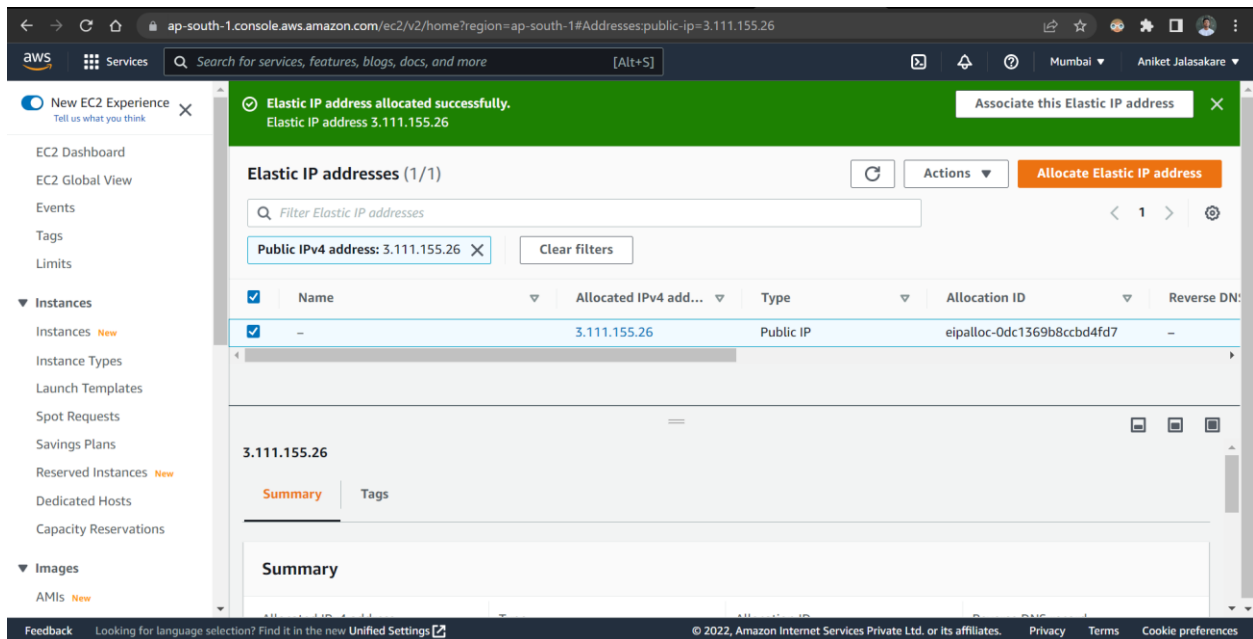 ap-south-1.console.aws.amazon.com/ec2/v2/home?region=ap-south-1#Addresses:public-ip=3.111.155.26
aws Services Search for services, features, blogs, docs, and more [Alt+S] Mumbai ▼ Aniket Jalasakare ▼
New EC2 Experience
Tell us what you think
EC2 Dashboard
EC2 Global View
Events
Tags
Limits
▼ Instances
Instances New
Instance Types
Launch Templates
Spot Requests
Savings Plans
Reserved Instances New
Dedicated Hosts
Capacity Reservations
▼ Images
AMIs New
Elastic IP address allocated successfully.
Elastic IP address 3.111.155.26
Associate this Elastic IP address
Elastic IP addresses (1/1)
Actions ▼
Allocate Elastic IP address
Filter Elastic IP addresses
1
Public IPv4 address: 3.111.155.26
Clear filters
Name Allocated IPv4 add... Type Allocation ID Reverse DN
– 3.111.155.26 Public IP eipalloc-0dc1369b8ccbd4fd7 –
3.111.155.26
Summary Tags
Summary
Feedback Looking for language selection? Find it in the new Unified Settings © 2022, Amazon Internet Services Private Ltd. or its affiliates. Privacy Terms Cookie preferences